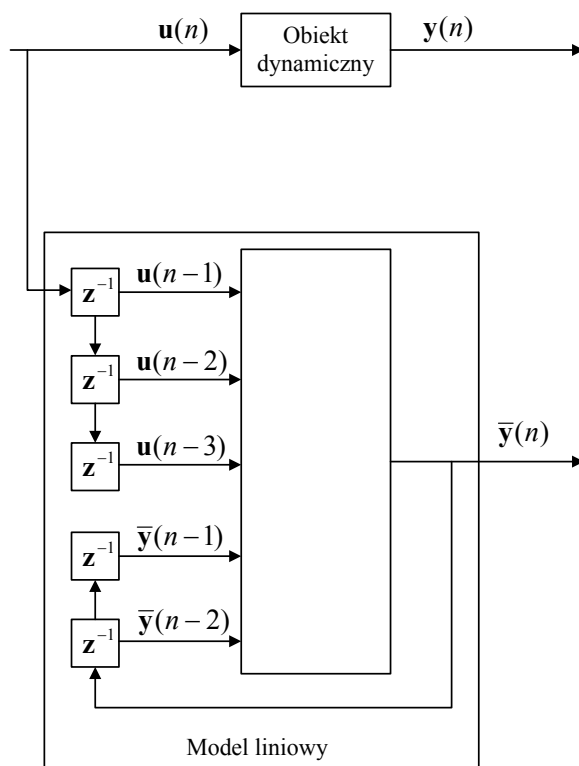 u(n)
Obiekt
dynamiczny
y(n)
z⁻¹
u(n−1)
z⁻¹
u(n−2)
z⁻¹
u(n−3)
ȳ(n)
z⁻¹
ȳ(n−1)
z⁻¹
ȳ(n−2)
Model liniowy